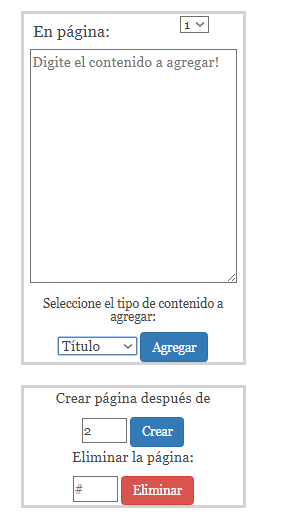 En página: 1
Digite el contenido a agregar!
Seleccione el tipo de contenido a
agregar:
Título Agregar
Crear página después de
2 Crear
Eliminar la página:
# Eliminar